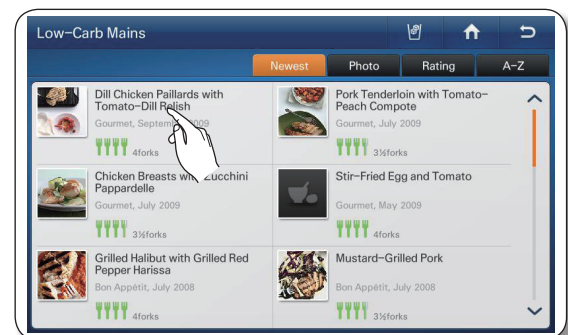 Low-Carb Mains
Newest Photo Rating A-Z
Dill Chicken Paillards with
Tomato-Dill Relish
Gourmet, September 2009
4forks
Pork Tenderloin with Tomato-
Peach Compote
Gourmet, July 2009
3½forks
Chicken Breasts with Zucchini
Pappardelle
Gourmet, July 2009
3½forks
Stir-Fried Egg and Tomato
Gourmet, May 2009
4forks
Grilled Halibut with Grilled Red
Pepper Harissa
Bon Appétit, July 2008
4forks
Mustard-Grilled Pork
Bon Appétit, July 2008
3½forks